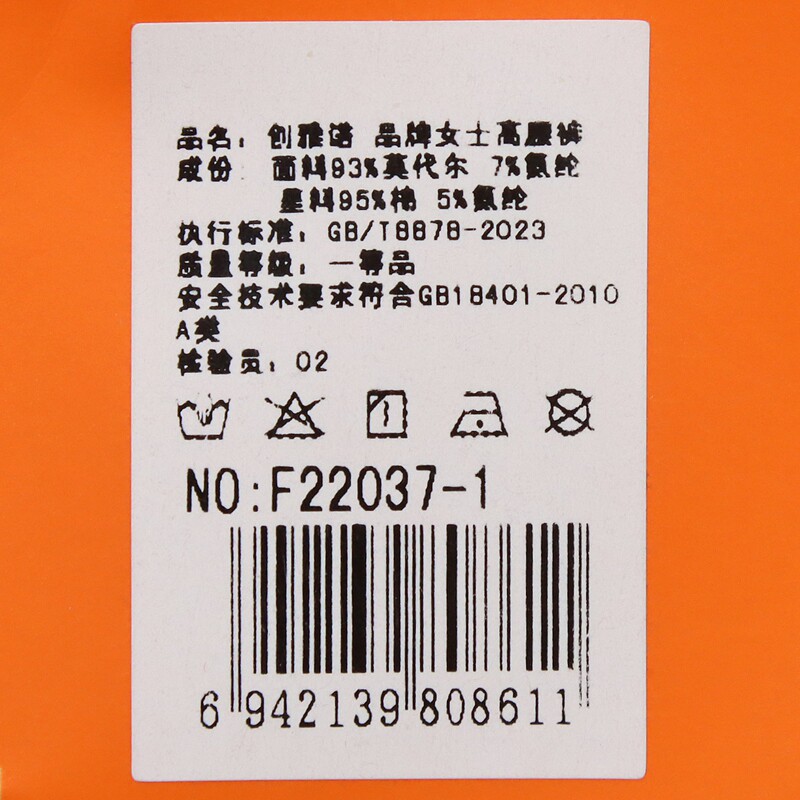 品名：创雅诺 品牌女士高腰裤
成份 面料93%莫代尔 7%氨纶
里料95%棉 5%氨纶
执行标准：GB/T8878-2023
质量等级：一等品
安全技术要求符合GB18401-2010
A类
检验员：02
NO:F22037-1
6 942139 808611